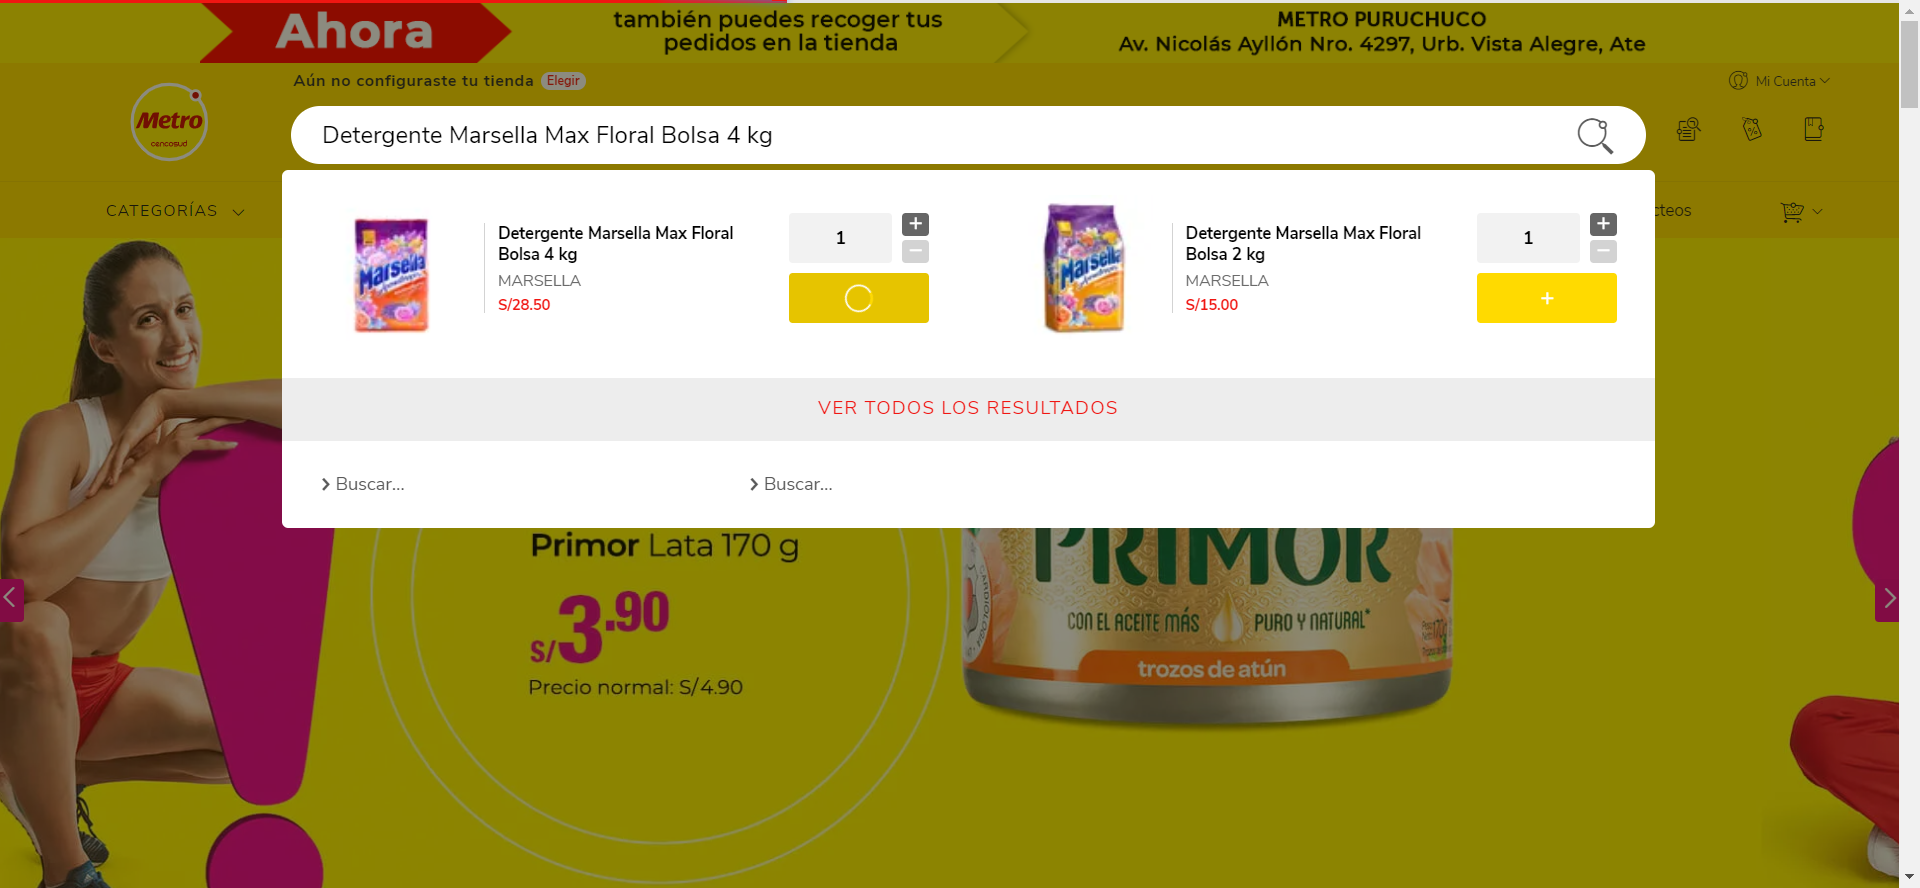 Ahora
también puedes recoger tus
pedidos en la tienda
METRO PURUCHUCO
Av. Nicolás Ayllón Nro. 4297, Urb. Vista Alegre, Ate
Aún no configuraste tu tienda Elegir
Mi Cuenta
Metro
cencosud
Detergente Marsella Max Floral Bolsa 4 kg
CATEGORÍAS
cteos
Marsella
Detergente Marsella Max Floral
Bolsa 4 kg
MARSELLA
S/28.50
1
+
−
Marsella
Detergente Marsella Max Floral
Bolsa 2 kg
MARSELLA
S/15.00
1
+
−
+
VER TODOS LOS RESULTADOS
Buscar...
Buscar...
Primor Lata 170 g
S/3.90
Precio normal: S/4.90
PRIMOR
CON EL ACEITE MÁS PURO Y NATURAL*
trozos de atún